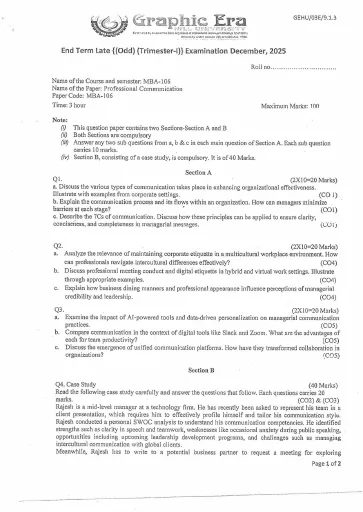 GEHU/03E/9.1.3
Graphic Era
HILL UNIVERSITY
End Term Late ((Odd) (Trimester-I)) Examination December, 2025
Roll no..............................
Name of the Course and semester: MBA-106
Name of the Paper: Professional Communication
Paper Code: MBA-106
Time: 3 hour Maximum Marks: 100
Note:
(i) This question paper contains two Sections-Section A and B
(ii) Both Sections are compulsory
(iii) Answer any two sub questions from a, b & c in each main question of Section A. Each sub question
carries 10 marks.
(iv) Section B, consisting of a case study, is compulsory. It is of 40 Marks.
Section A
Q1. (2X10=20 Marks)
a. Discuss the various types of communication takes place in enhancing organizational effectiveness.
Illustrate with examples from corporate settings. (CO1)
b. Explain the communication process and its flows within an organization. How can managers minimize
barriers at each stage? (CO1)
c. Describe the 7Cs of communication. Discuss how these principles can be applied to ensure clarity,
conciseness, and completeness in managerial messages. (CO1)
Q2. (2X10=20 Marks)
a. Analyze the relevance of maintaining corporate etiquette in a multicultural workplace environment. How
can professionals navigate intercultural differences effectively? (CO4)
b. Discuss professional meeting conduct and digital etiquette in hybrid and virtual work settings. Illustrate
through appropriate examples. (CO4)
c. Explain how business dining manners and professional appearance influence perceptions of managerial
credibility and leadership. (CO4)
Q3. (2X10=20 Marks)
a. Examine the impact of AI-powered tools and data-driven personalization on managerial communication
practices. (CO5)
b. Compare communication in the context of digital tools like Slack and Zoom. What are the advantages of
each for team productivity? (CO5)
c. Discuss the emergence of unified communication platforms. How have they transformed collaboration in
organizations? (CO5)
Section B
Q4. Case Study (40 Marks)
Read the following case study carefully and answer the questions that follow. Each questions carries 20
marks. (CO2) & (CO3)
Rajesh is a mid-level manager at a technology firm. He has recently been asked to represent his team in a
client presentation, which requires him to effectively profile himself and tailor his communication style.
Rajesh conducted a personal SWOC analysis to understand his communication competencies. He identified
strengths such as clarity in speech and teamwork, weaknesses like occasional anxiety during public speaking,
opportunities including upcoming leadership development programs, and challenges such as managing
intercultural communication with global clients.
Meanwhile, Rajesh has to write to a potential business partner to request a meeting for exploring
Page 1 of 2